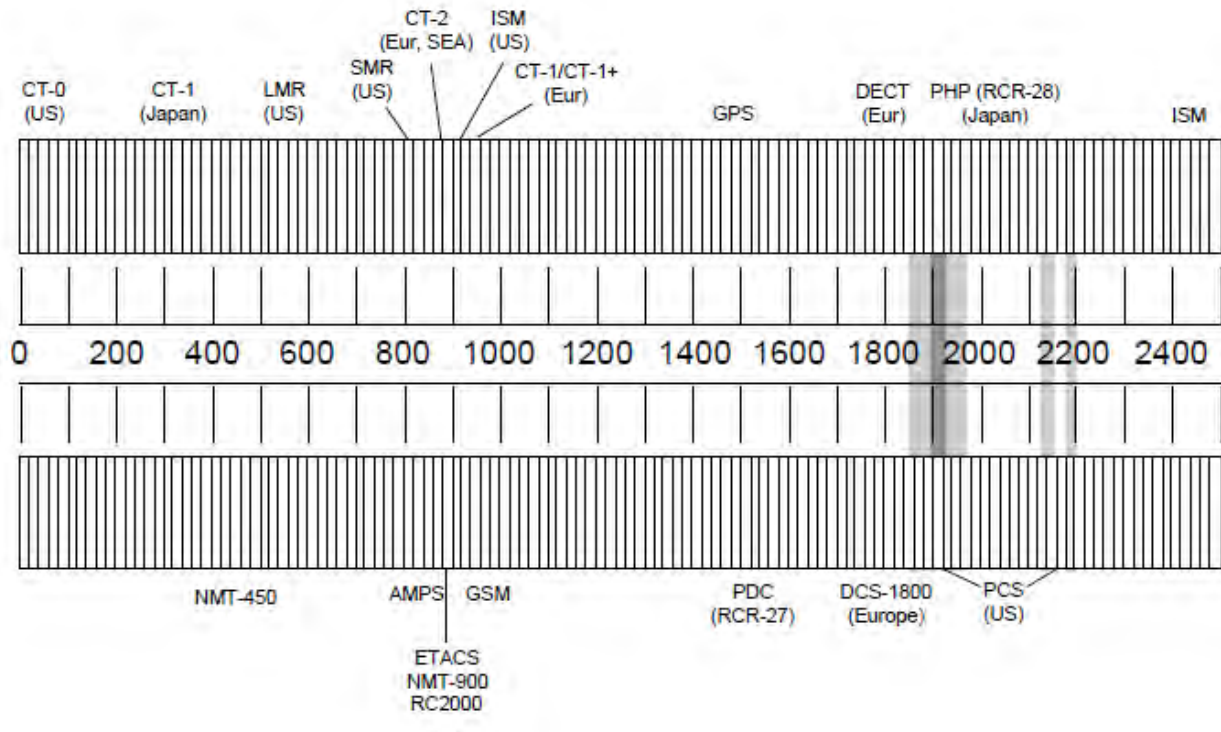 CT-0
(US)
CT-1
(Japan)
LMR
(US)
SMR
(US)
CT-2
(Eur, SEA)
ISM
(US)
CT-1/CT-1+
(Eur)
GPS
DECT
(Eur)
PHP (RCR-28)
(Japan)
ISM
0 200 400 600 800 1000 1200 1400 1600 1800 2000 2200 2400
NMT-450
AMPS
GSM
ETACS
NMT-900
RC2000
PDC
(RCR-27)
DCS-1800
(Europe)
PCS
(US)